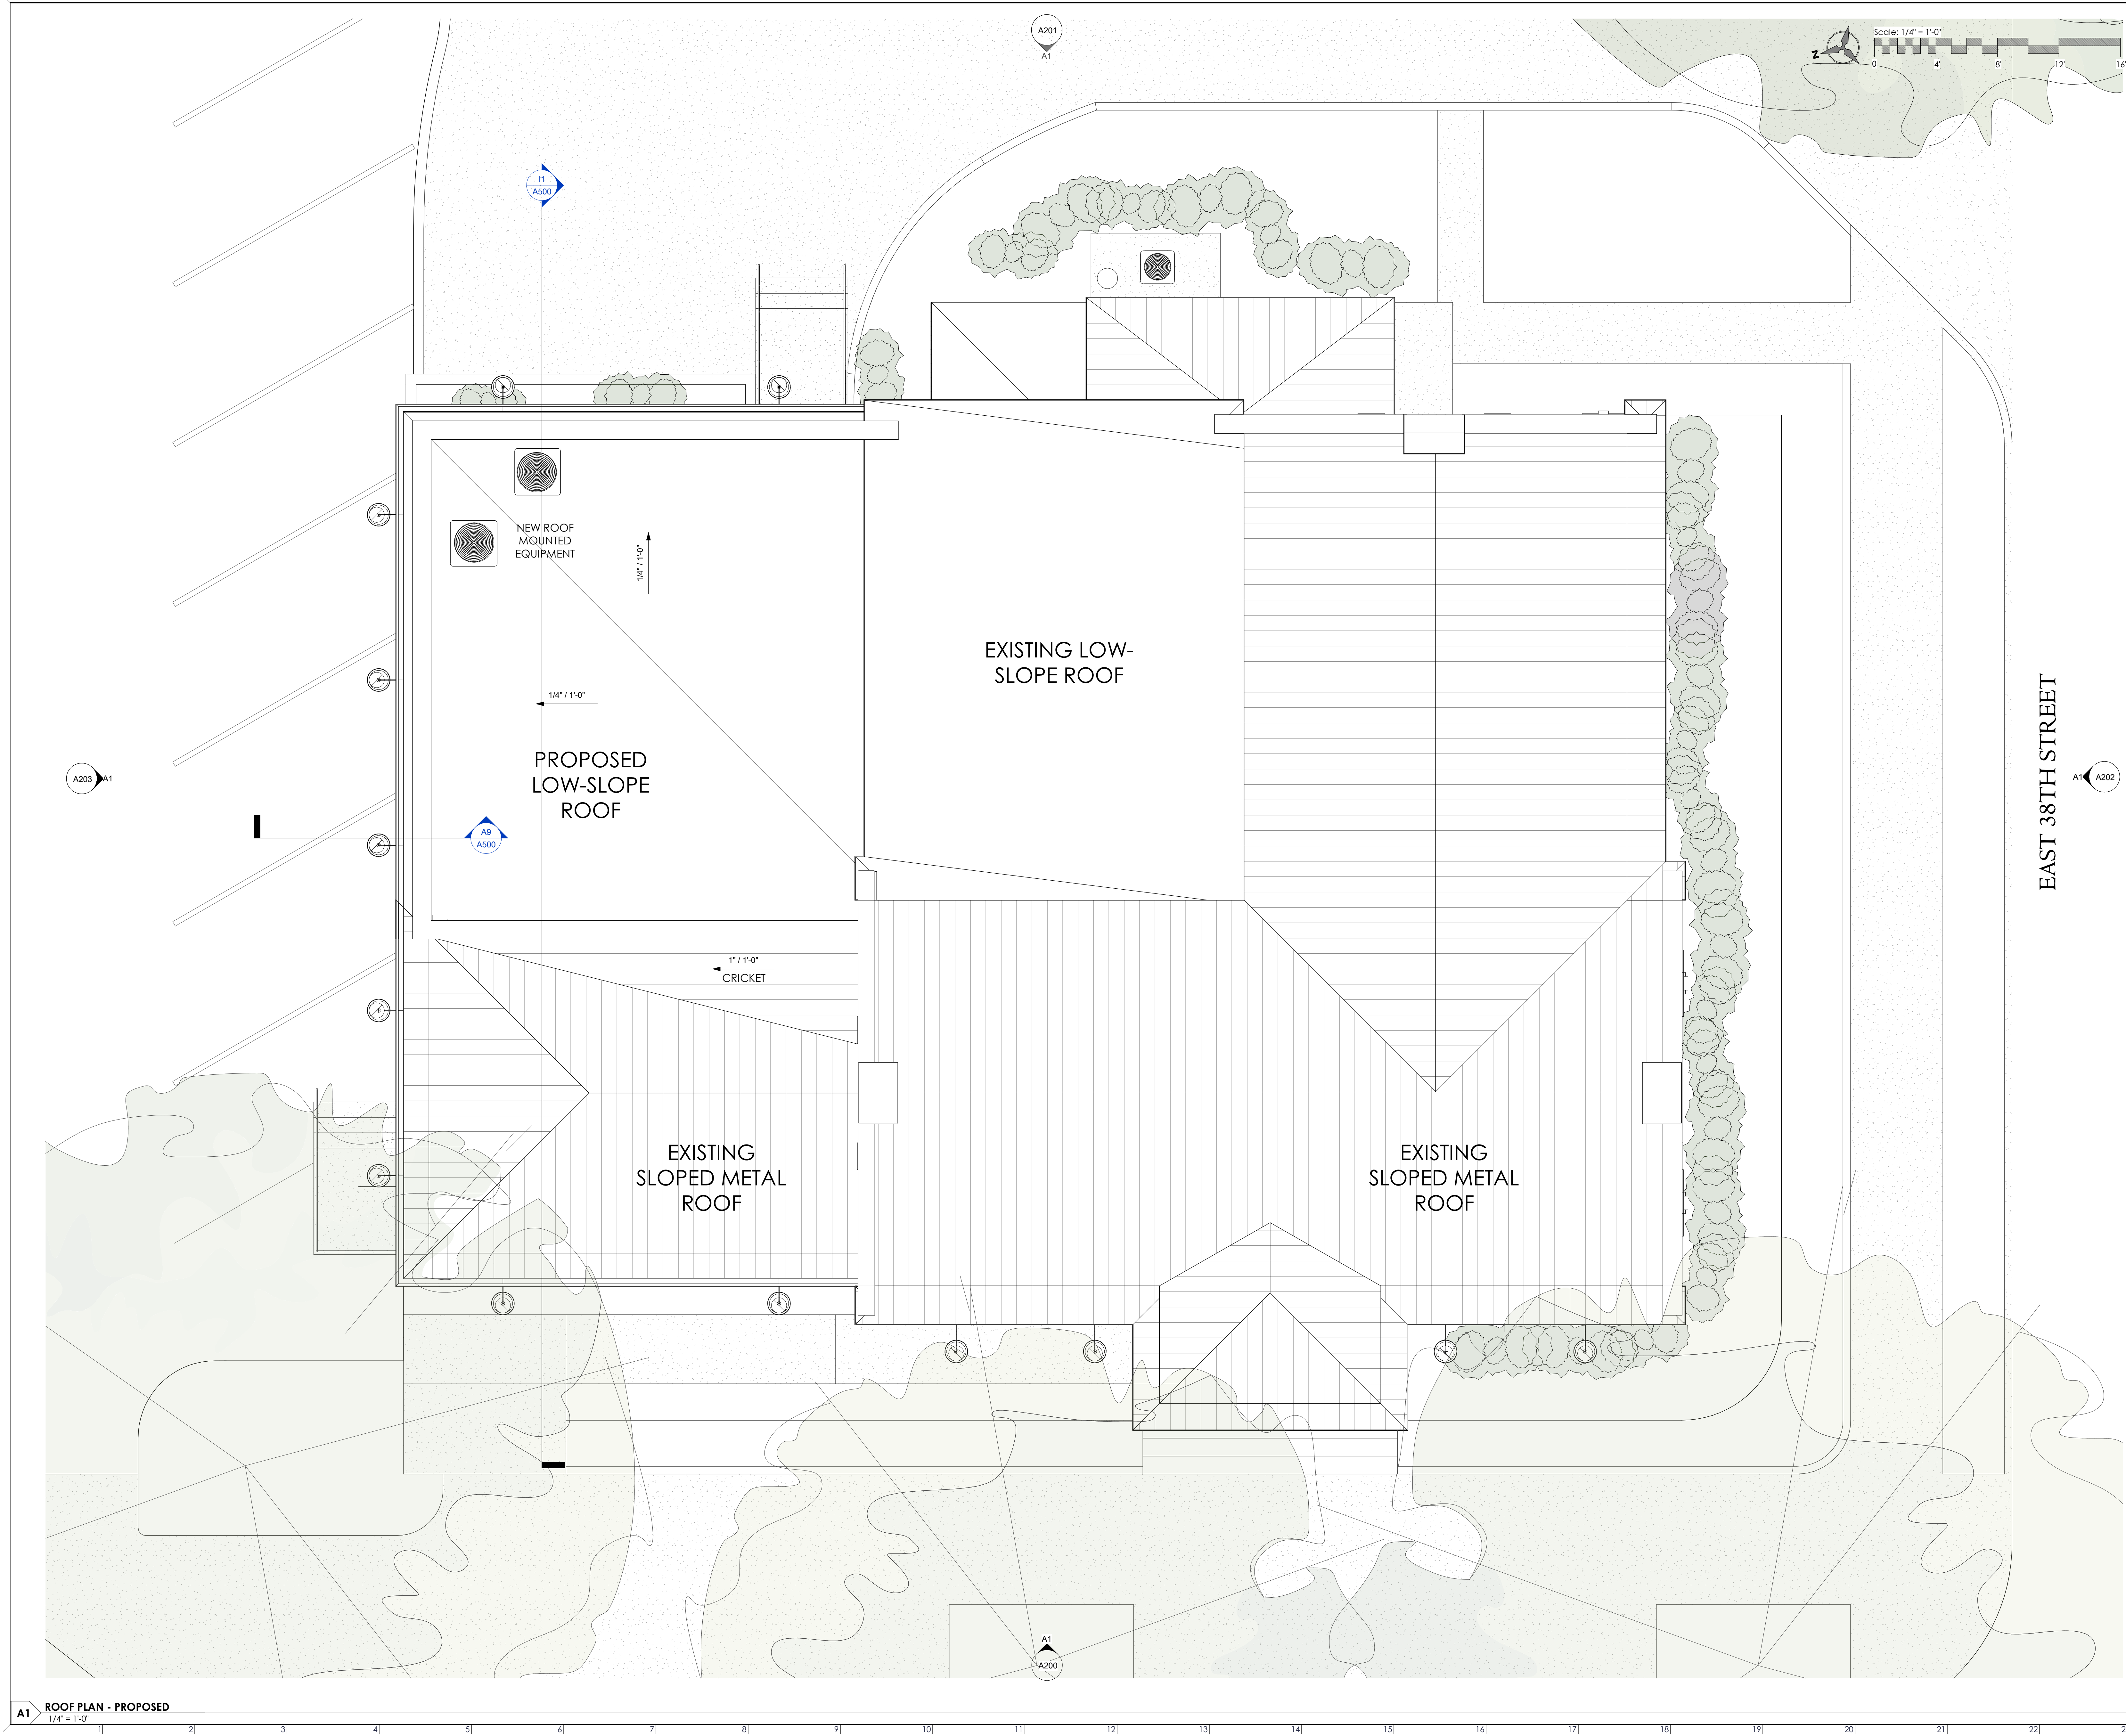 A201
A1
Scale: 1/4" = 1'-0"
Z
0 4' 8' 12' 16'
I1
A500
NEW ROOF
MOUNTED
EQUIPMENT
1/4" / 1'-0"
EXISTING LOW-
SLOPE ROOF
1/4" / 1'-0"
PROPOSED
LOW-SLOPE
ROOF
A203 A1
EAST 38TH STREET
A1 A202
A9
A500
1" / 1'-0"
CRICKET
EXISTING
SLOPED METAL
ROOF
EXISTING
SLOPED METAL
ROOF
A1
A200
A1 ROOF PLAN - PROPOSED
1/4" = 1'-0"
1 2 3 4 5 6 7 8 9 10 11 12 13 14 15 16 17 18 19 20 21 22